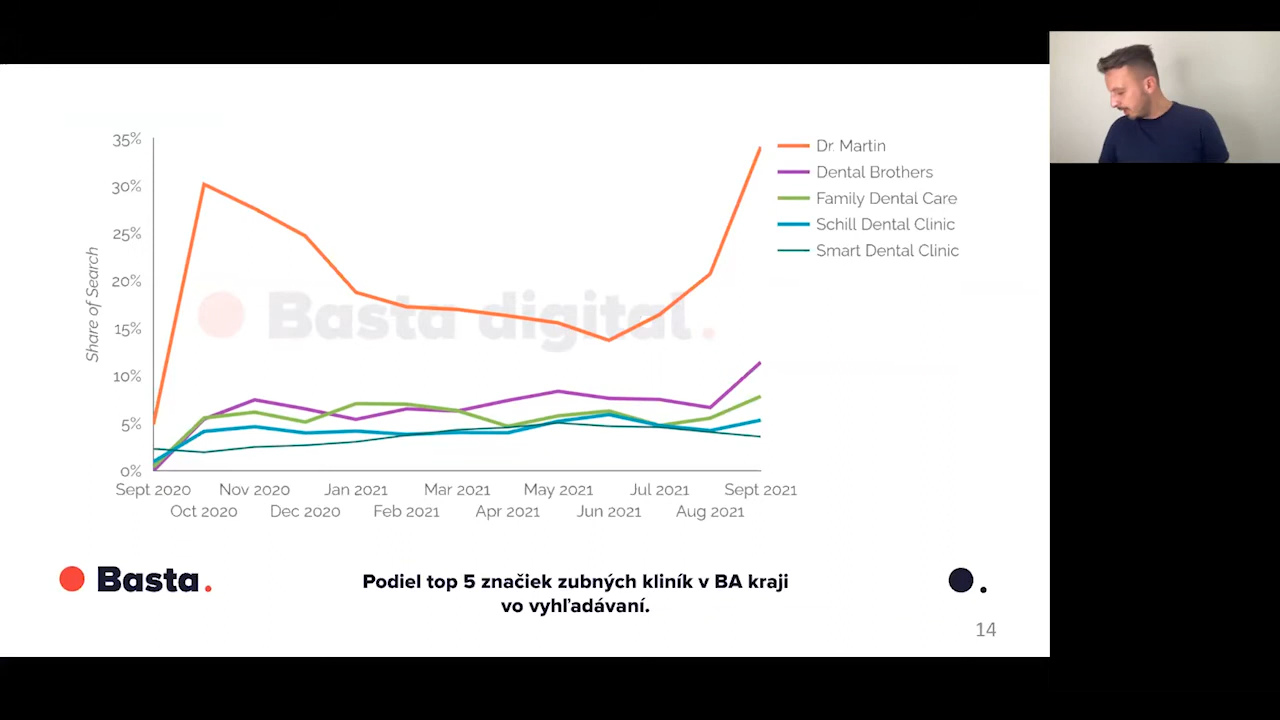 35%
30%
25%
20%
15%
10%
5%
0%
Share of Search
Sept 2020
Oct 2020
Nov 2020
Dec 2020
Jan 2021
Feb 2021
Mar 2021
Apr 2021
May 2021
Jun 2021
Jul 2021
Aug 2021
Sept 2021
Dr. Martin
Dental Brothers
Family Dental Care
Schill Dental Clinic
Smart Dental Clinic
Basta digital.
Basta.
Podiel top 5 značiek zubných kliník v BA kraji
vo vyhľadávaní.
14